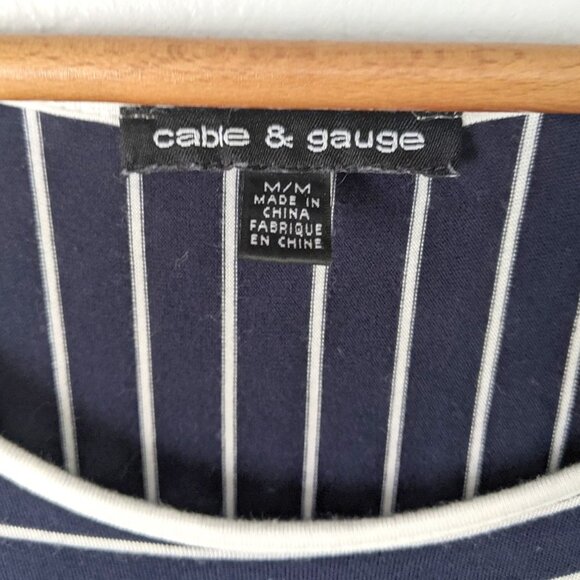 cable & gauge
M/M
MADE IN
CHINA
FABRIQUE
EN CHINE